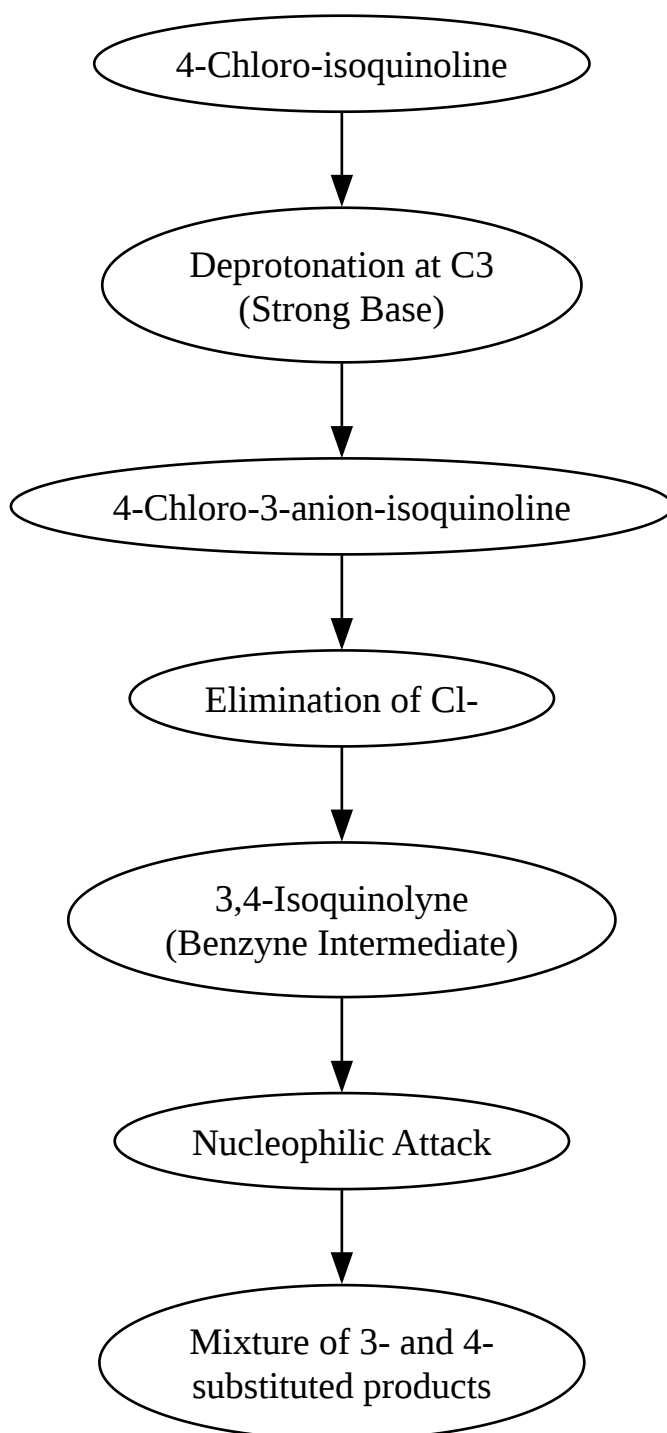 4-Chloro-isoquinoline
Deprotonation at C3
(Strong Base)
4-Chloro-3-anion-isoquinoline
Elimination of Cl-
3,4-Isoquinolyne
(Benzyne Intermediate)
Nucleophilic Attack
Mixture of 3- and 4-
substituted products